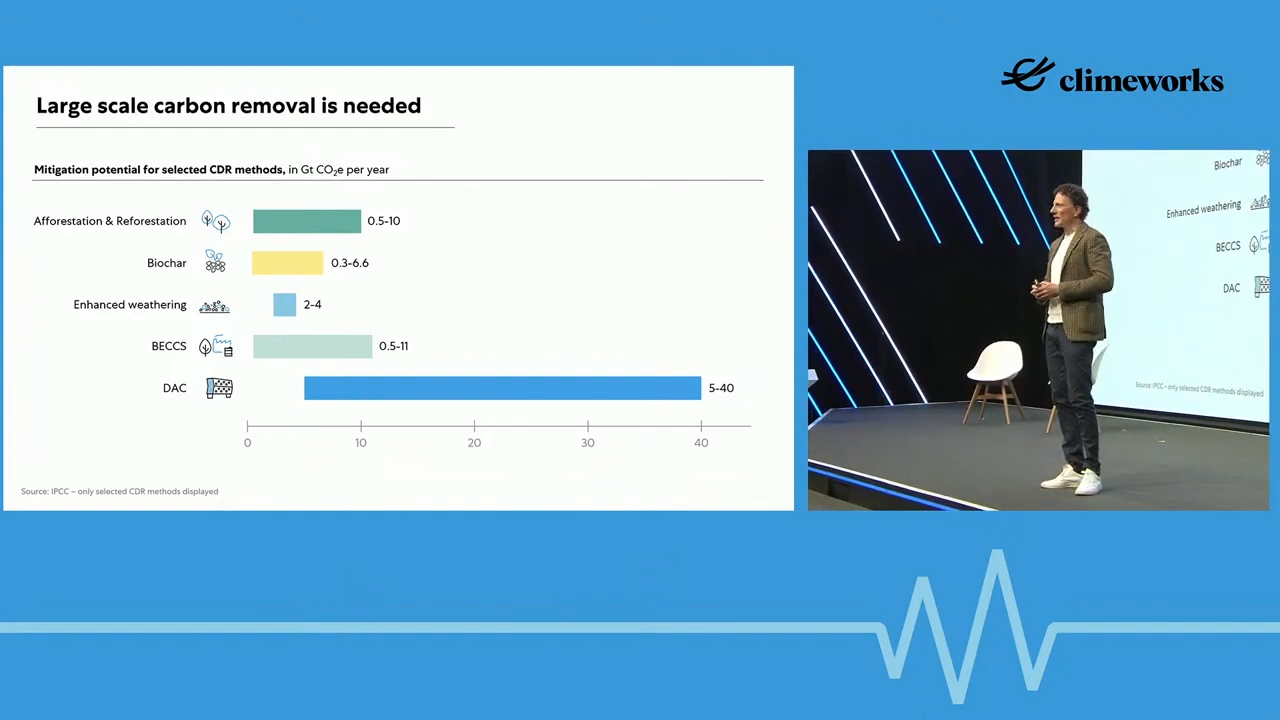 climeworks
Large scale carbon removal is needed
Mitigation potential for selected CDR methods, in Gt CO₂e per year
Afforestation & Reforestation 0.5-10
Biochar 0.3-6.6
Enhanced weathering 2-4
BECCS 0.5-11
DAC 5-40
0 10 20 30 40
Source: IPCC – only selected CDR methods displayed
Biochar
Enhanced weathering
BECCS
DAC
Source: IPCC – only selected CDR methods displayed